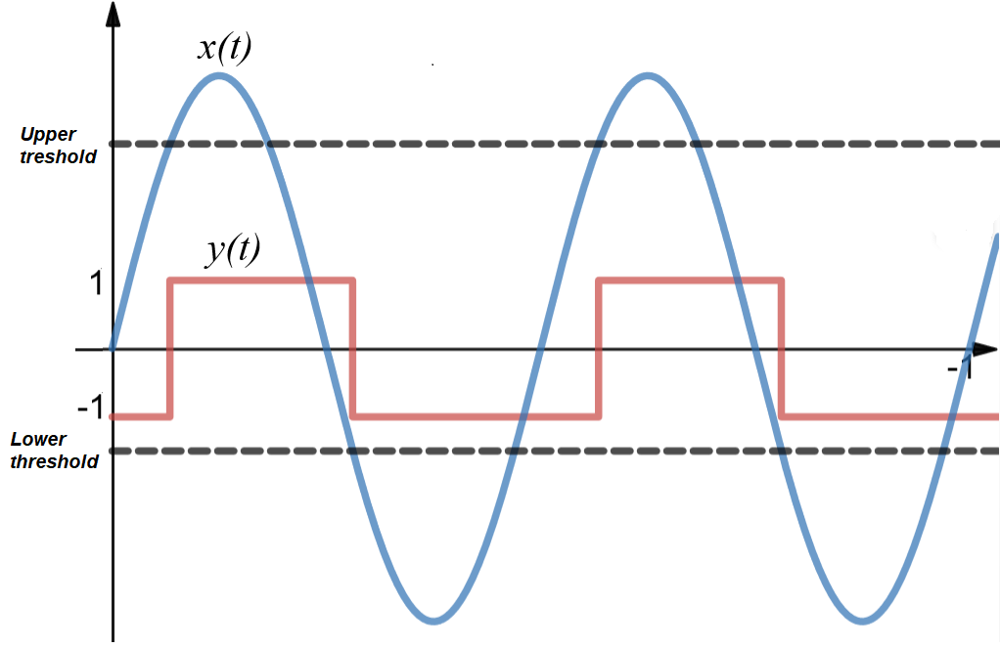 x(t)
Upper
treshold
y(t)
1
-1
-1
Lower
threshold